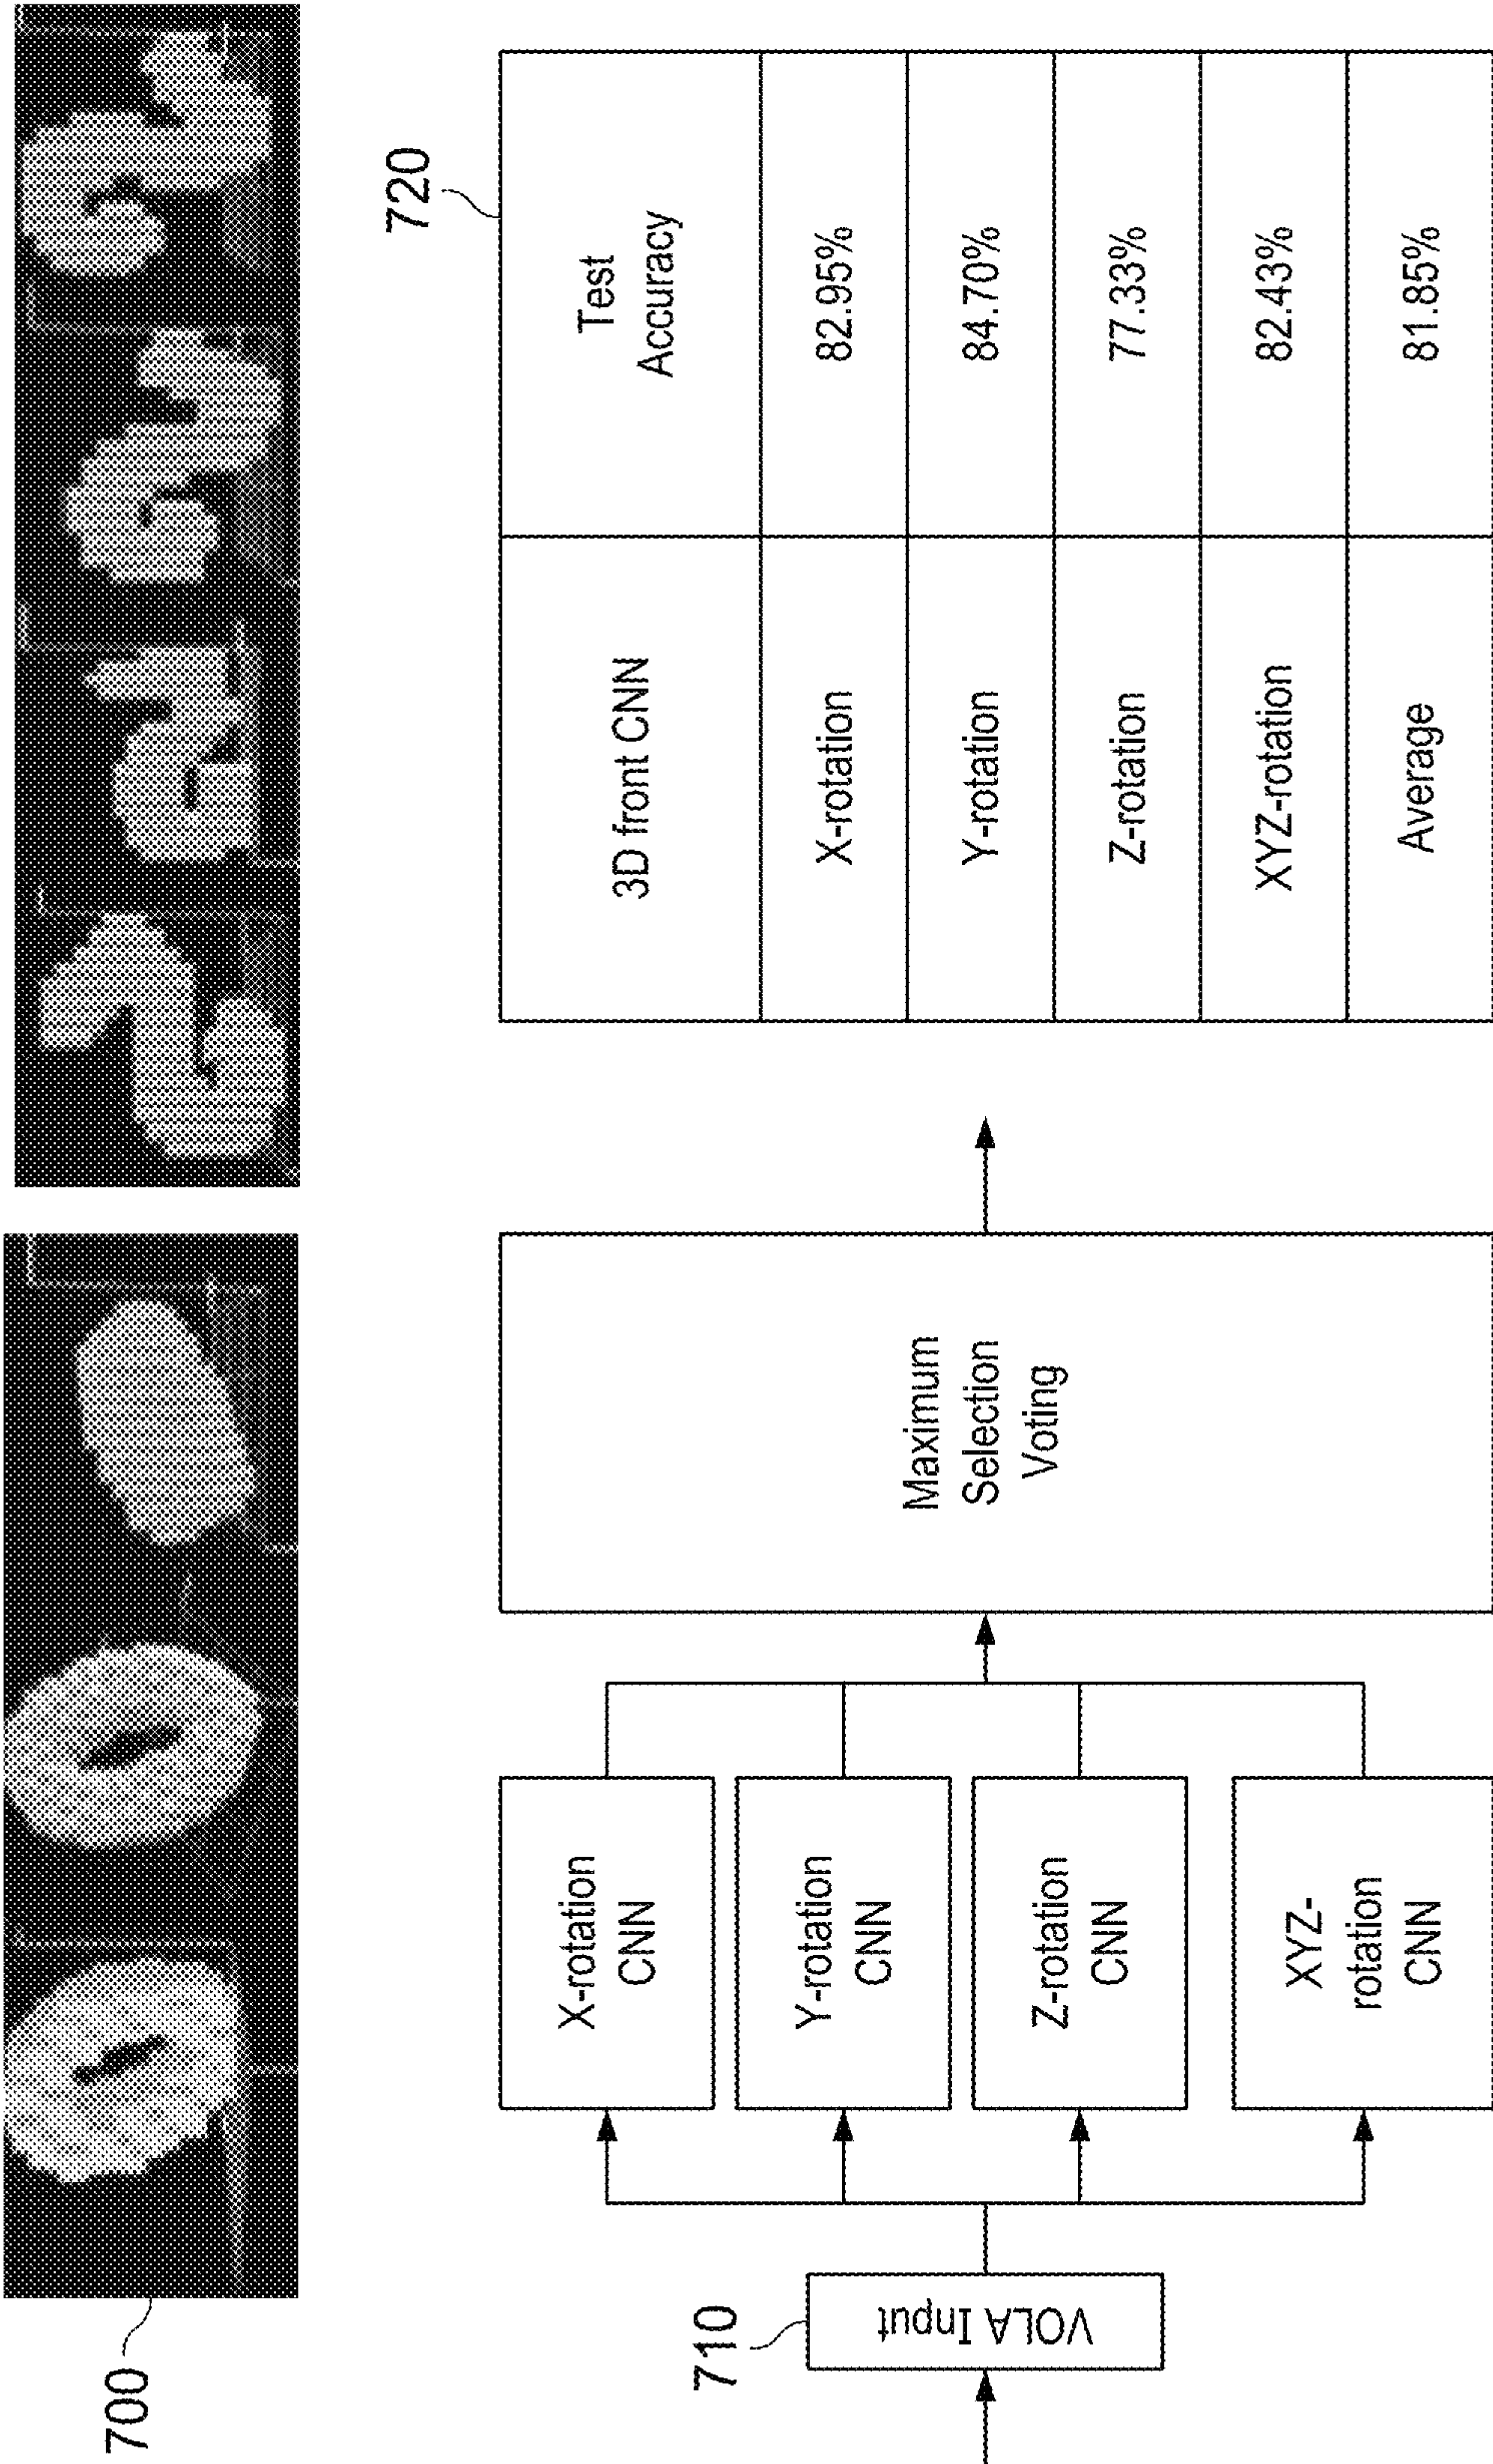 700
710
VOLA Input
X-rotation
CNN
Y-rotation
CNN
Z-rotation
CNN
XYZ-
rotation
CNN
Maximum
Selection
Voting
720
3D front CNN
Test
Accuracy
X-rotation
82.95%
Y-rotation
84.70%
Z-rotation
77.33%
XYZ-rotation
82.43%
Average
81.85%